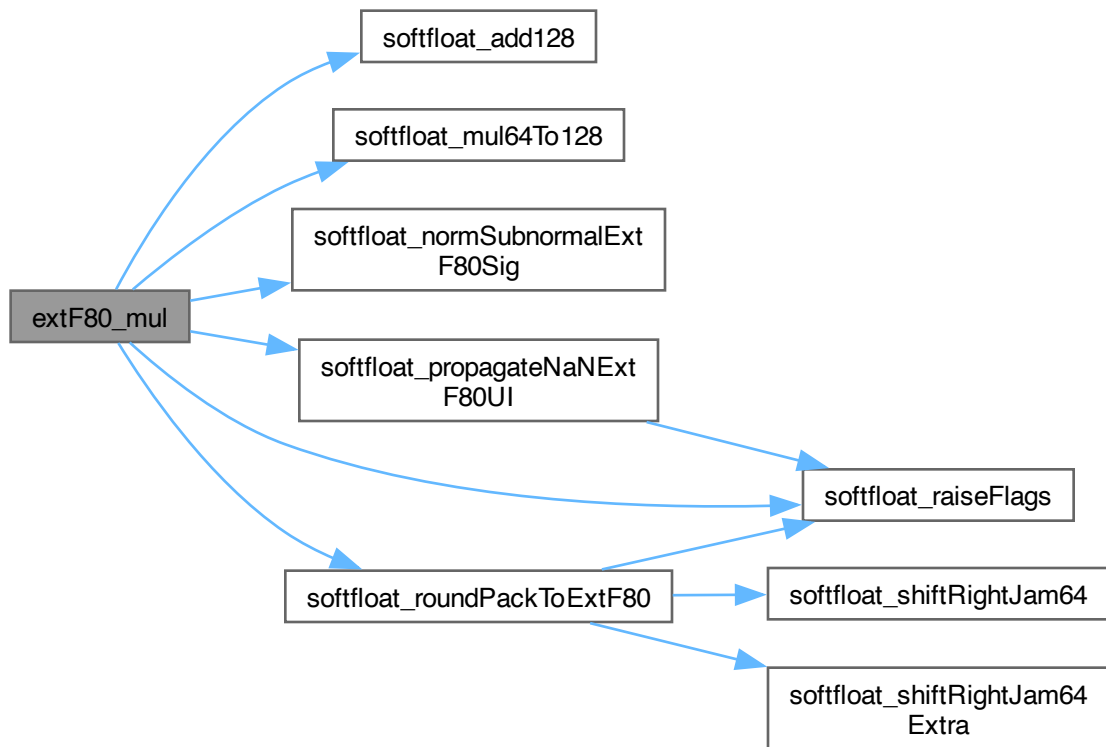 softfloat_add128
softfloat_mul64To128
softfloat_normSubnormalExt
F80Sig
extF80_mul
softfloat_propagateNaNExt
F80UI
softfloat_raiseFlags
softfloat_roundPackToExtF80
softfloat_shiftRightJam64
softfloat_shiftRightJam64
Extra